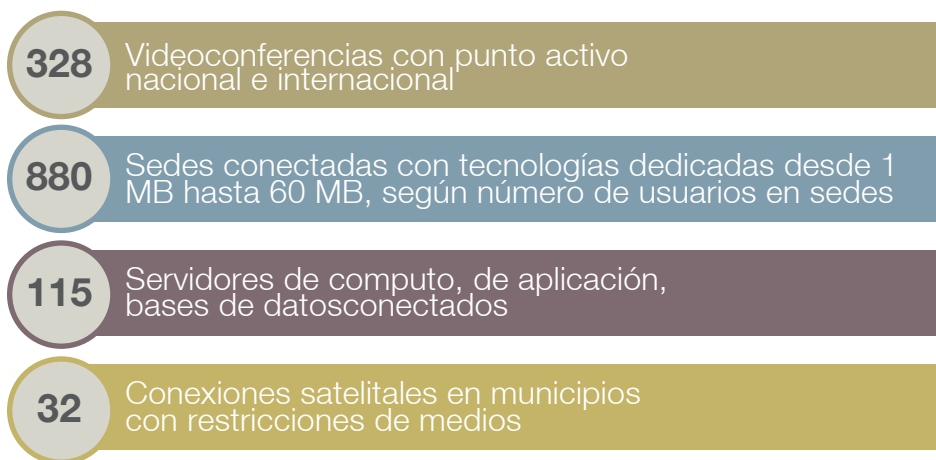 328
Videoconferencias con punto activo
nacional e internacional
880
Sedes conectadas con tecnologías dedicadas desde 1
MB hasta 60 MB, según número de usuarios en sedes
115
Servidores de computo, de aplicación,
bases de datosconectados
32
Conexiones satelitales en municipios
con restricciones de medios